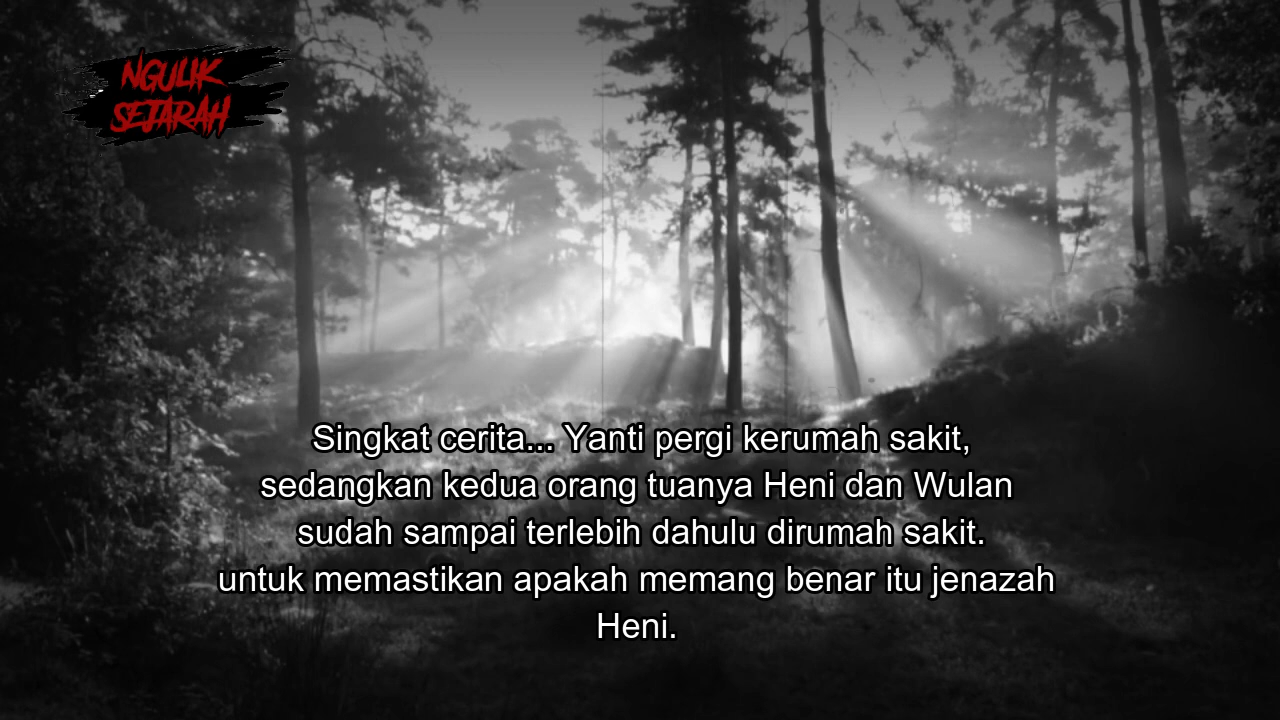 NGULIK
SEJARAH
Singkat cerita... Yanti pergi kerumah sakit,
sedangkan kedua orang tuanya Heni dan Wulan
sudah sampai terlebih dahulu dirumah sakit.
untuk memastikan apakah memang benar itu jenazah
Heni.